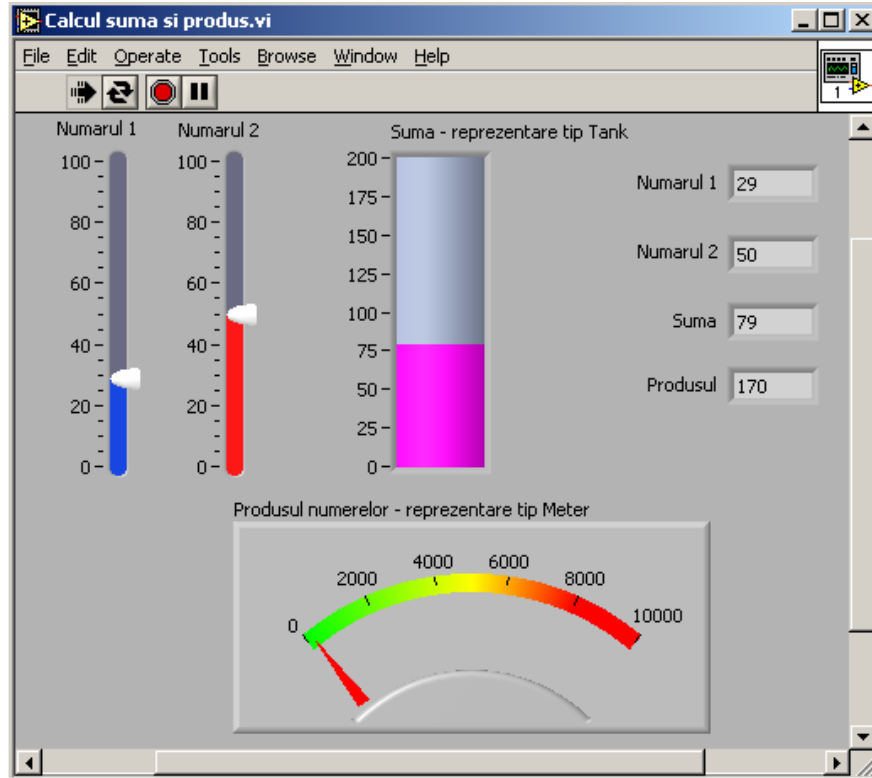 Calcul suma si produs.vi
File Edit Operate Tools Browse Window Help
1
Numarul 1
100
80
60
40
20
0
Numarul 2
100
80
60
40
20
0
Suma - reprezentare tip Tank
200
175
150
125
100
75
50
25
0
Numarul 1 29
Numarul 2 50
Suma 79
Produsul 170
Produsul numerelor - reprezentare tip Meter
0
2000
4000
6000
8000
10000